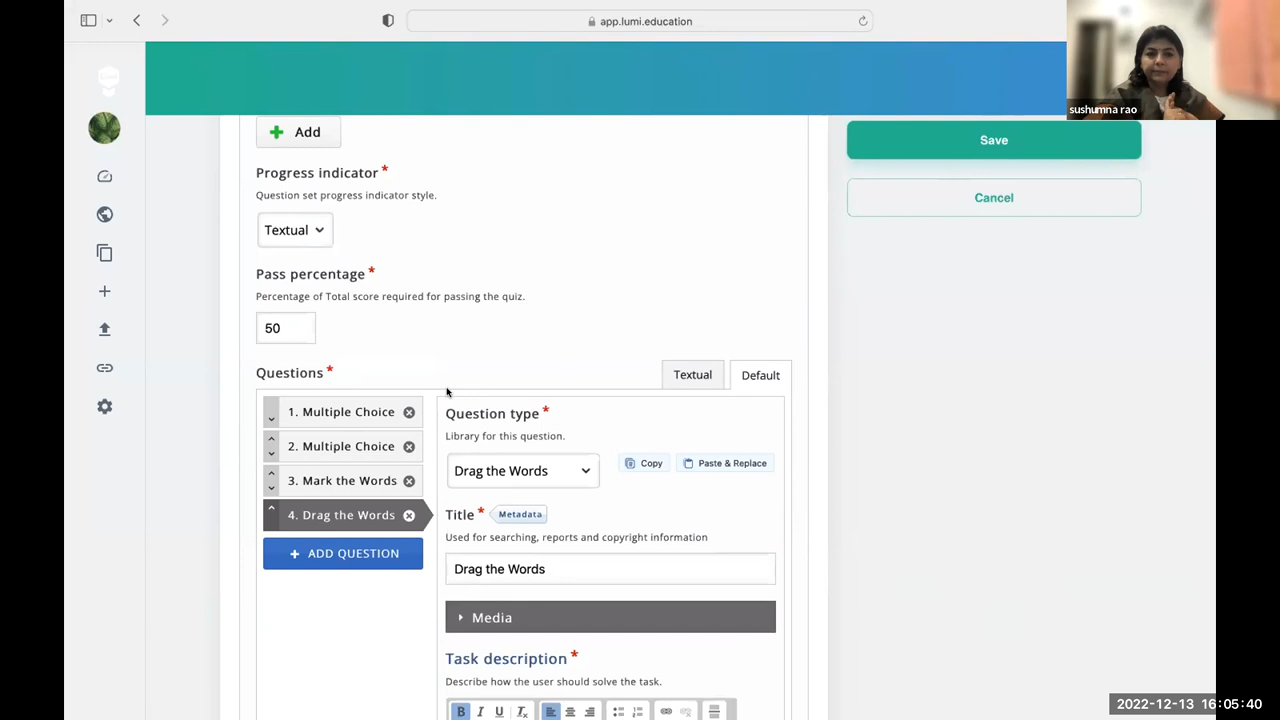 app.lumi.education
sushumna rao
Add
Save
Progress indicator *
Question set progress indicator style.
Cancel
Textual
Pass percentage *
Percentage of Total score required for passing the quiz.
50
Questions *
Textual
Default
1. Multiple Choice
2. Multiple Choice
3. Mark the Words
4. Drag the Words
+ ADD QUESTION
Question type *
Library for this question.
Drag the Words
Copy
Paste & Replace
Title *
Metadata
Used for searching, reports and copyright information
Drag the Words
Media
Task description *
Describe how the user should solve the task.
B I U Tx
2022-12-13 16:05:40